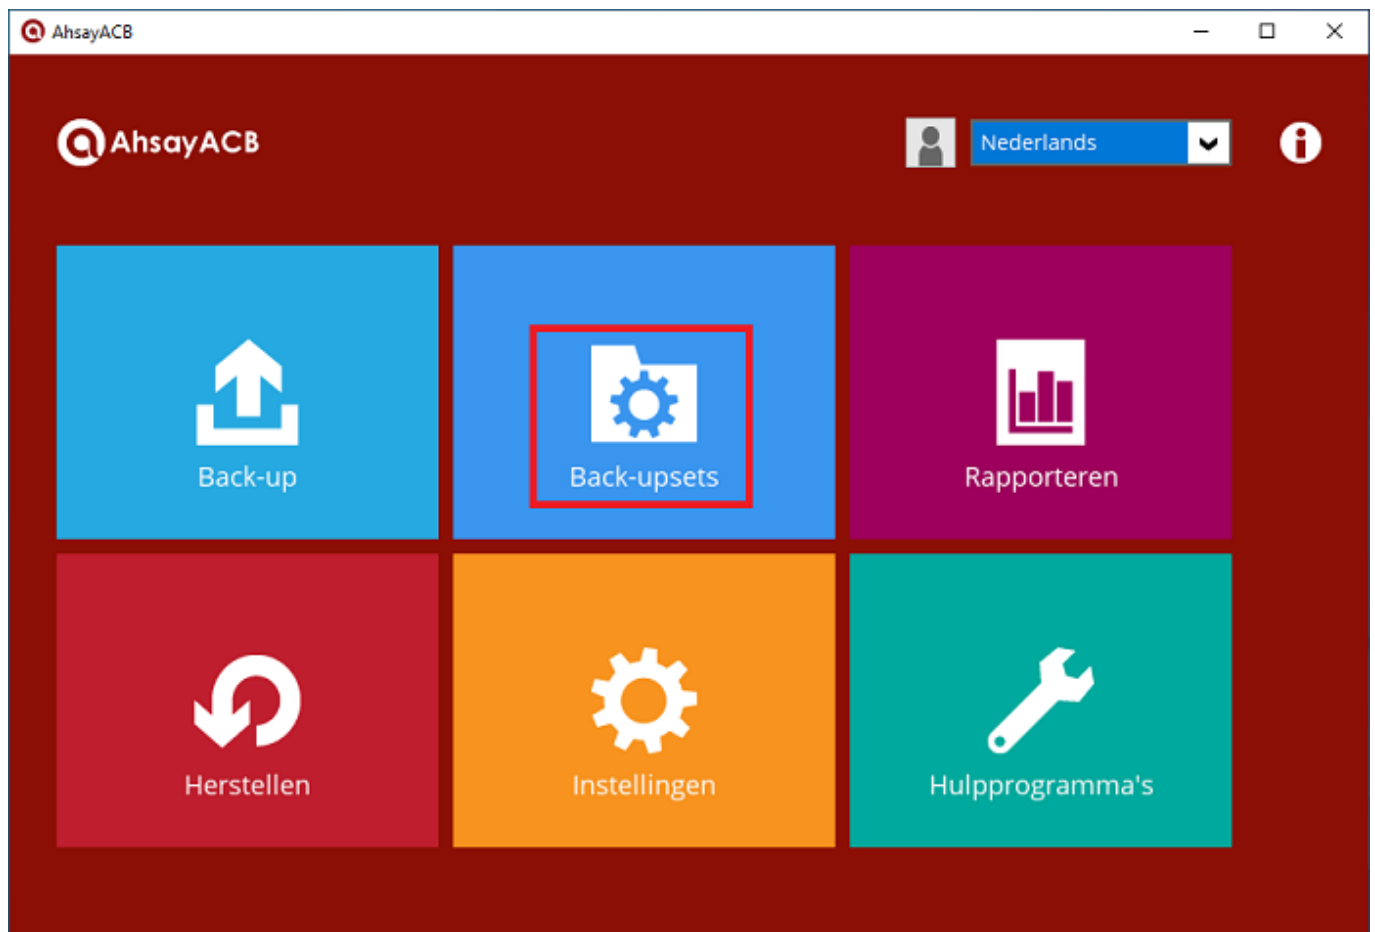 AhsayACB
AhsayACB
Nederlands
Back-up
Back-upsets
Rapporteren
Herstellen
Instellingen
Hulpprogramma's